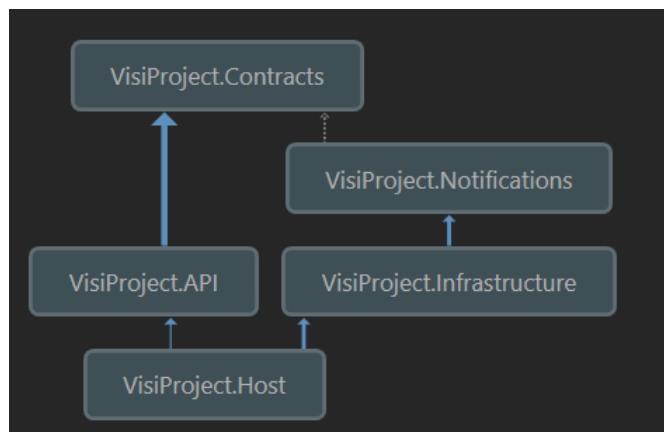 VisiProject.Contracts
VisiProject.Notifications
VisiProject.API
VisiProject.Infrastructure
VisiProject.Host